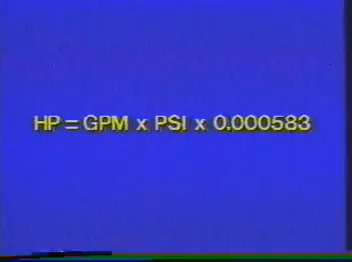 HP = GPM x PSI x 0.000583